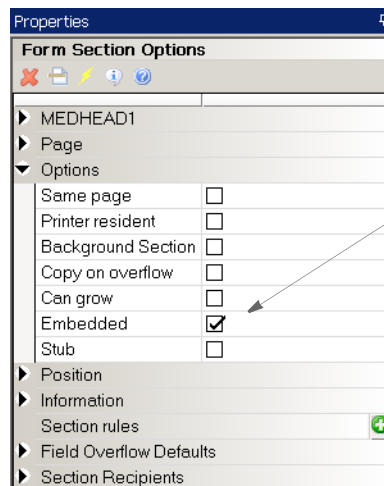 Properties
Form Section Options
MEDHEAD1
Page
Options
Same page
Printer resident
Background Section
Copy on overflow
Can grow
Embedded
Stub
Position
Information
Section rules
Field Overflow Defaults
Section Recipients